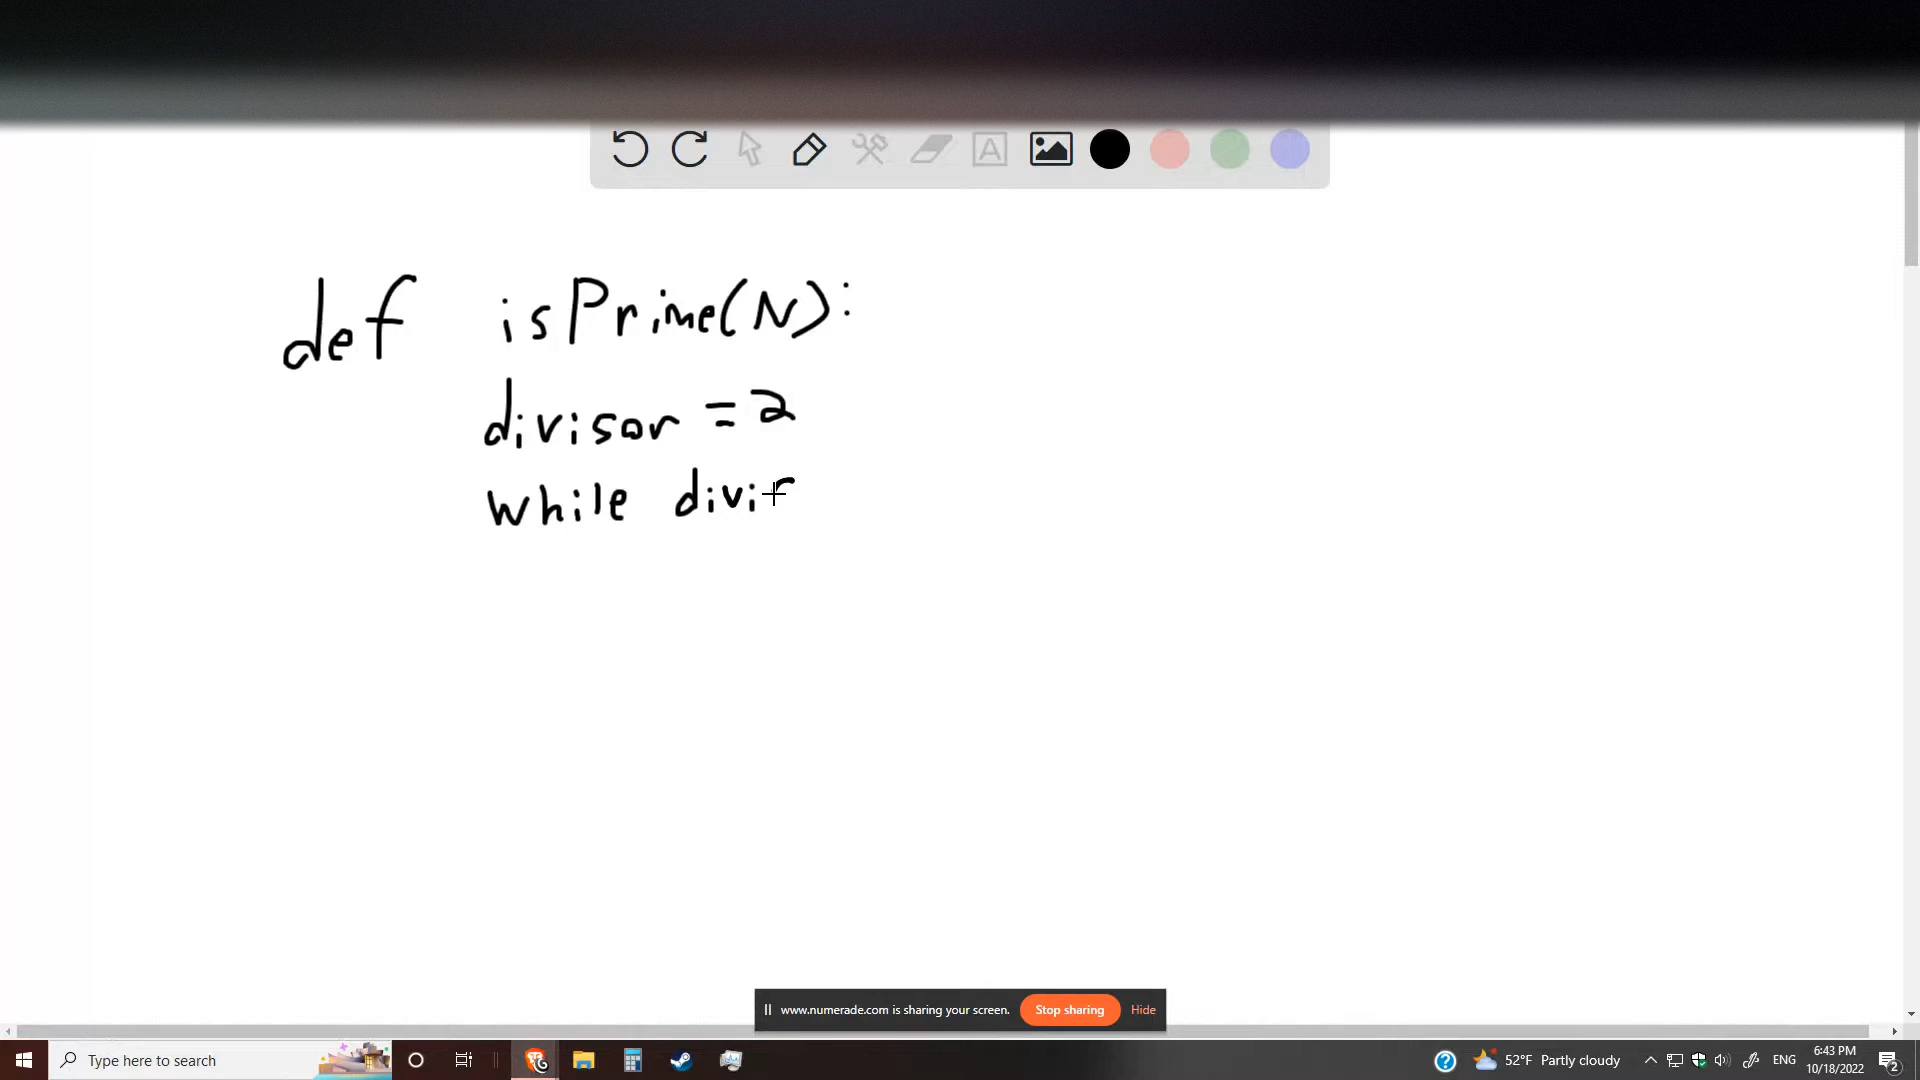 def isPrime(N):
divisor = 2
while divi
www.numerade.com is sharing your screen. Stop sharing Hide
Type here to search
52°F Partly cloudy
ENG
6:43 PM
10/18/2022
2